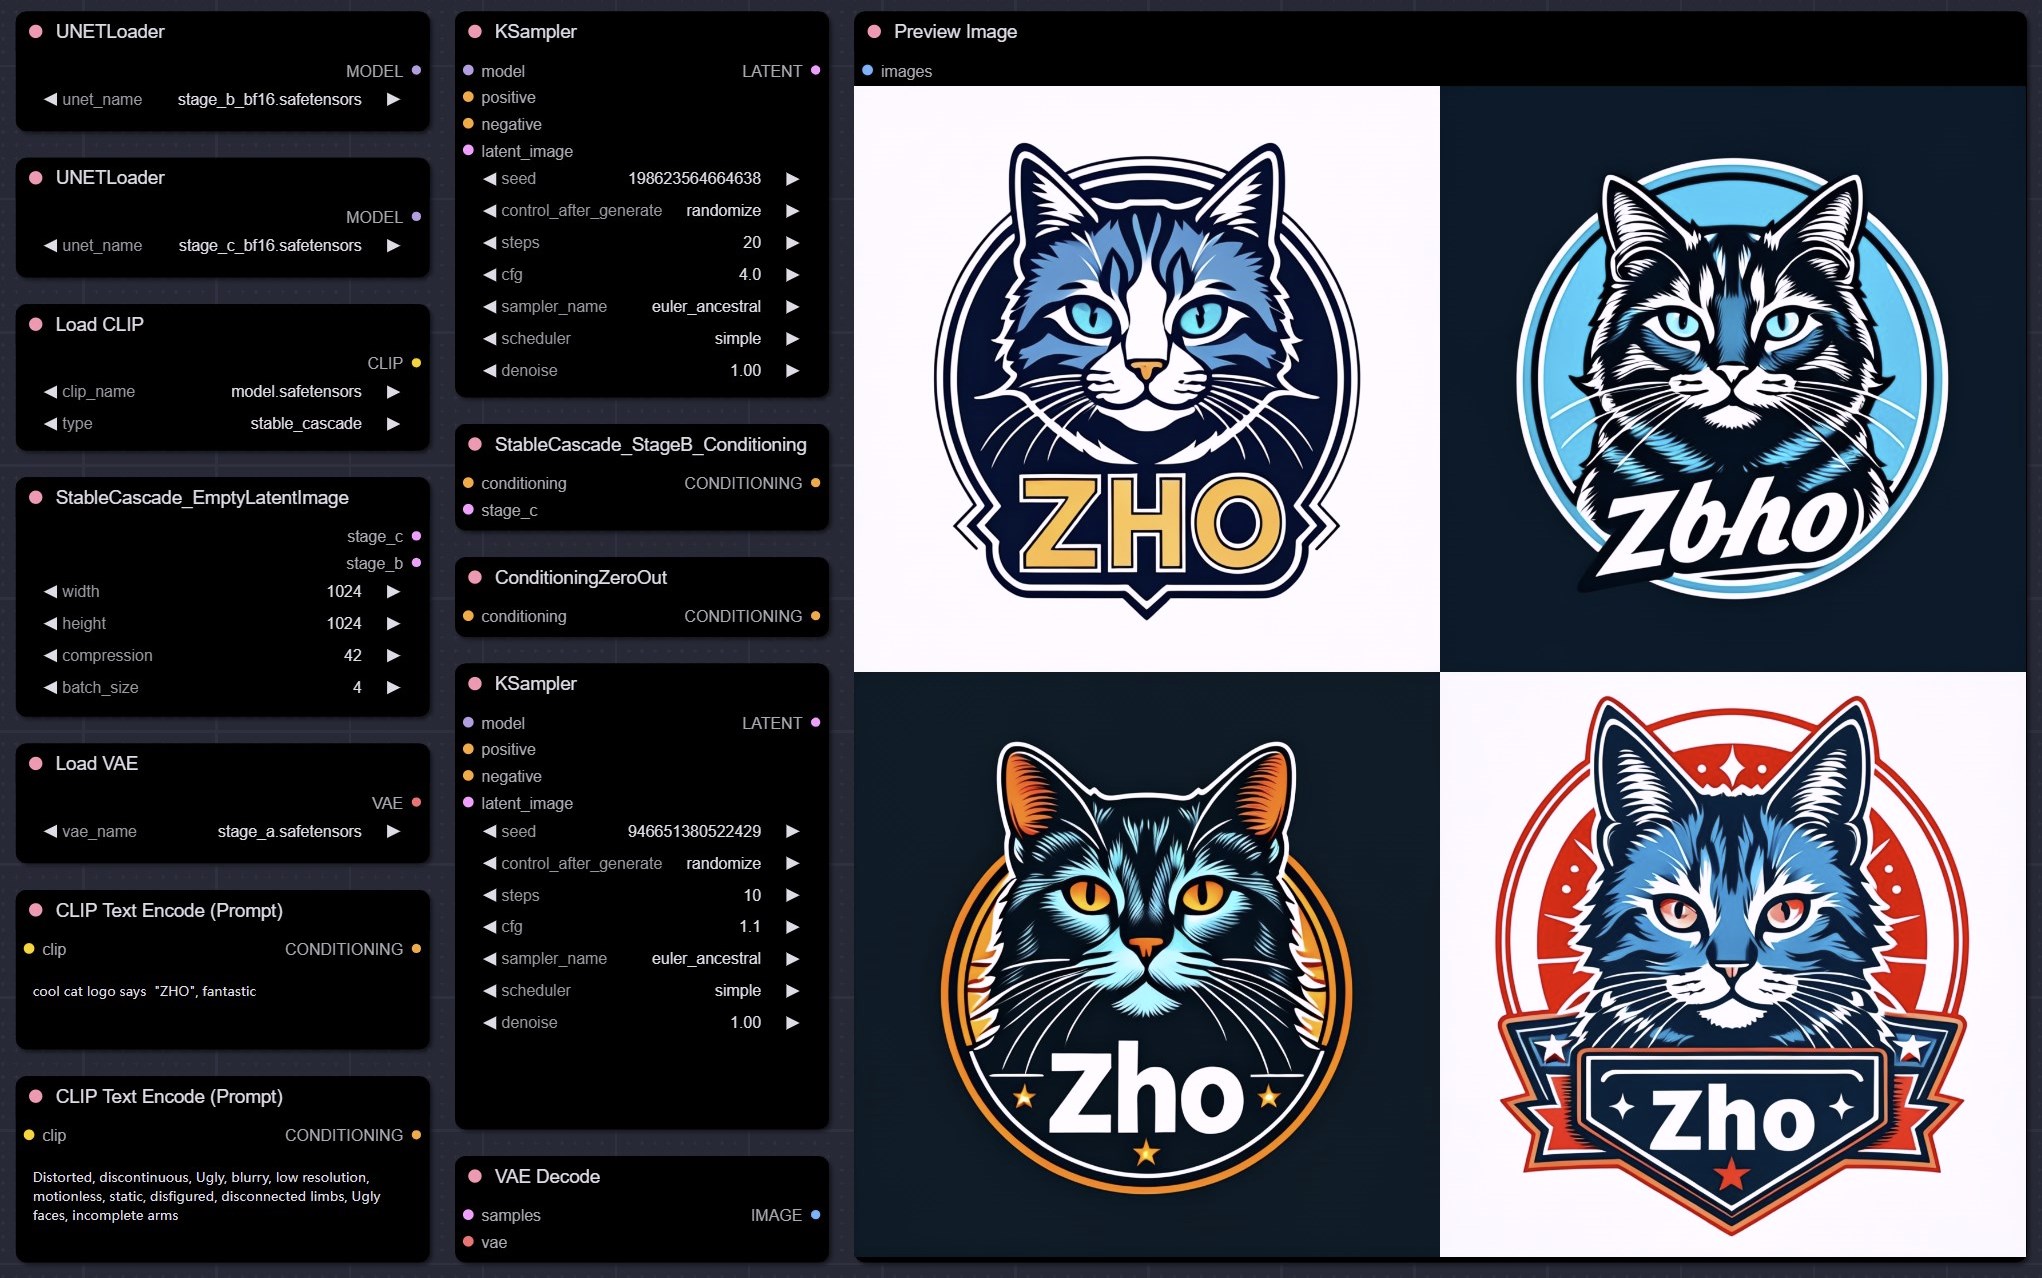 UNETLoader
MODEL
unet_name stage_b_bf16.safetensors
UNETLoader
MODEL
unet_name stage_c_bf16.safetensors
Load CLIP
CLIP
clip_name model.safetensors
type stable_cascade
StableCascade_EmptyLatentImage
stage_c
stage_b
width 1024
height 1024
compression 42
batch_size 4
Load VAE
VAE
vae_name stage_a.safetensors
CLIP Text Encode (Prompt)
clip CONDITIONING
cool cat logo says "ZHO", fantastic
CLIP Text Encode (Prompt)
clip CONDITIONING
Distorted, discontinuous, Ugly, blurry, low resolution,
motionless, static, disfigured, disconnected limbs, Ugly
faces, incomplete arms
KSampler
model LATENT
positive
negative
latent_image
seed 198623564664638
control_after_generate randomize
steps 20
cfg 4.0
sampler_name euler_ancestral
scheduler simple
denoise 1.00
StableCascade_StageB_Conditioning
conditioning CONDITIONING
stage_c
ConditioningZeroOut
conditioning CONDITIONING
KSampler
model LATENT
positive
negative
latent_image
seed 946651380522429
control_after_generate randomize
steps 10
cfg 1.1
sampler_name euler_ancestral
scheduler simple
denoise 1.00
VAE Decode
samples IMAGE
vae
Preview Image
images
ZHO
Zbho
Zho
Zho